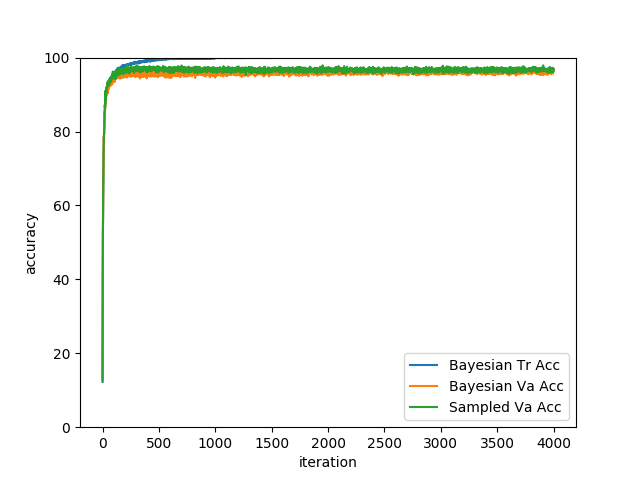 100
80
60
40
20
0
accuracy
0 500 1000 1500 2000 2500 3000 3500 4000
iteration
Bayesian Tr Acc
Bayesian Va Acc
Sampled Va Acc